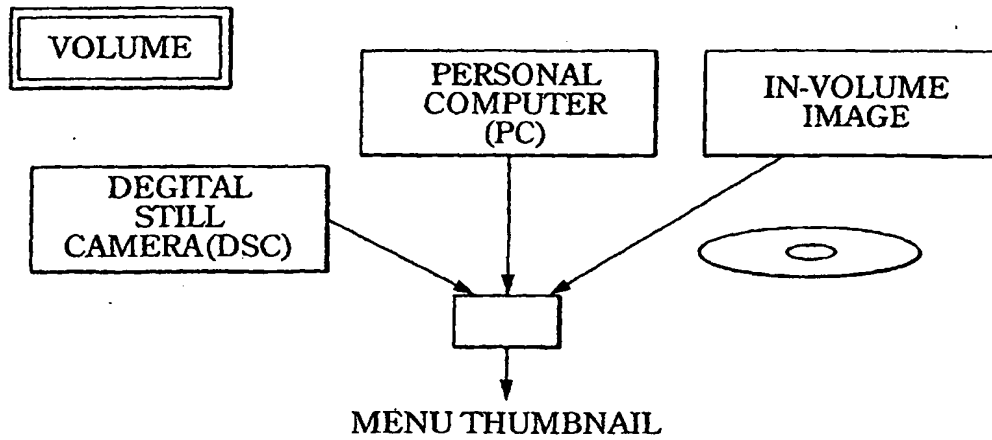 VOLUME
PERSONAL
COMPUTER
(PC)
IN-VOLUME
IMAGE
DEGITAL
STILL
CAMERA(DSC)
MENU THUMBNAIL